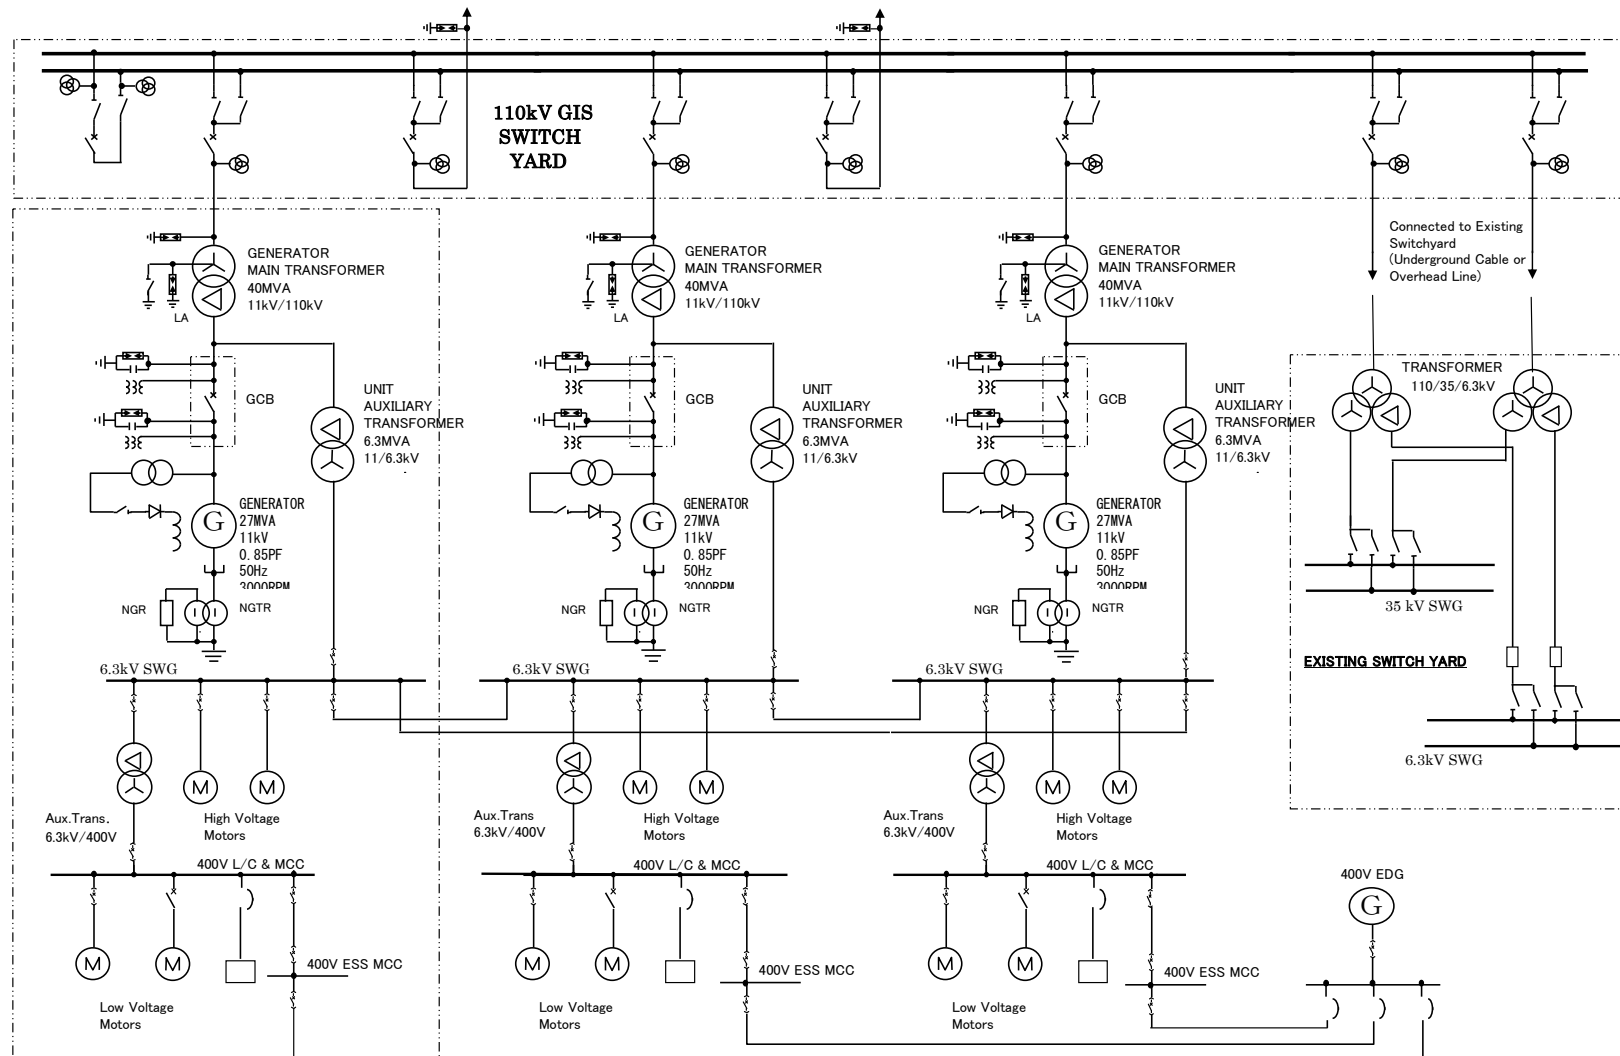 110kV GIS
SWITCH
YARD
Connected to Existing
Switchyard
(Underground Cable or
Overhead Line)
GENERATOR
MAIN TRANSFORMER
40MVA
11kV/110kV
LA
GENERATOR
MAIN TRANSFORMER
40MVA
11kV/110kV
LA
GENERATOR
MAIN TRANSFORMER
40MVA
11kV/110kV
LA
TRANSFORMER
110/35/6.3kV
GCB
UNIT
AUXILIARY
TRANSFORMER
6.3MVA
11/6.3kV
GCB
UNIT
AUXILIARY
TRANSFORMER
6.3MVA
11/6.3kV
GCB
UNIT
AUXILIARY
TRANSFORMER
6.3MVA
11/6.3kV
G
GENERATOR
27MVA
11kV
0.85PF
50Hz
3000RPM
G
GENERATOR
27MVA
11kV
0.85PF
50Hz
3000RPM
G
GENERATOR
27MVA
11kV
0.85PF
50Hz
3000RPM
NGR
NGTR
NGR
NGTR
NGR
NGTR
35 kV SWG
EXISTING SWITCH YARD
6.3kV SWG
6.3kV SWG
6.3kV SWG
6.3kV SWG
M
M
M
M
M
M
Aux.Trans.
6.3kV/400V
High Voltage
Motors
Aux.Trans
6.3kV/400V
High Voltage
Motors
Aux.Trans
6.3kV/400V
High Voltage
Motors
400V L/C & MCC
400V L/C & MCC
400V L/C & MCC
400V EDG
G
M
M
M
M
M
M
400V ESS MCC
400V ESS MCC
400V ESS MCC
Low Voltage
Motors
Low Voltage
Motors
Low Voltage
Motors